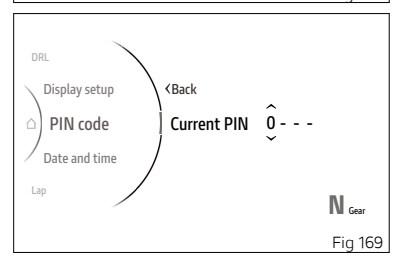 DRL
Display setup
‹Back
PIN code
Current PIN 0 - - -
Date and time
Lap
N Gear
Fig 169